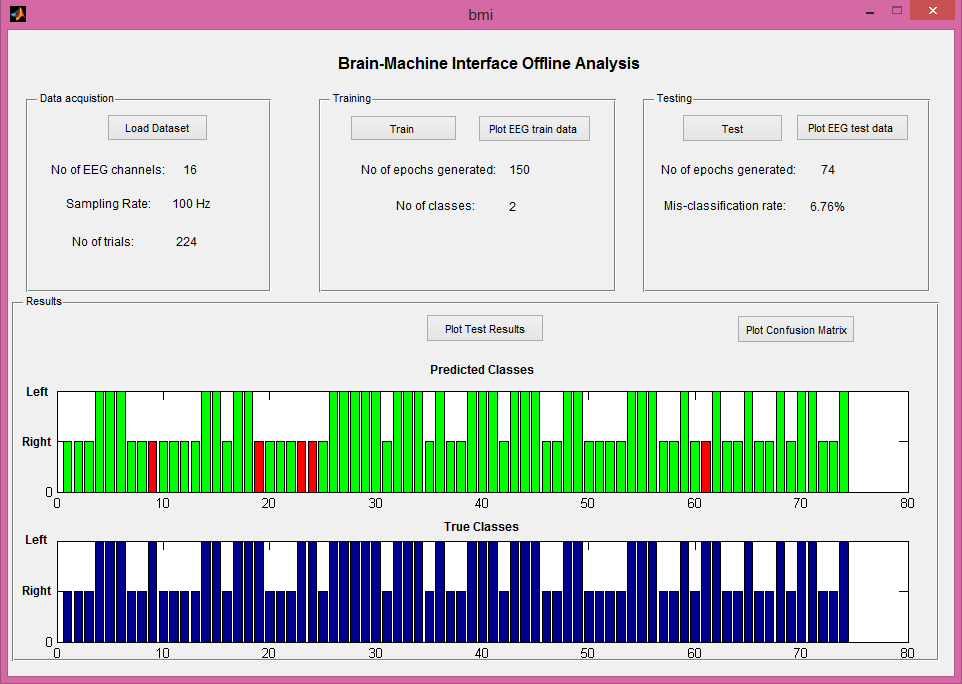 bmi
Brain-Machine Interface Offline Analysis
Data acquistion
Load Dataset
No of EEG channels: 16
Sampling Rate: 100 Hz
No of trials: 224
Training
Train Plot EEG train data
No of epochs generated: 150
No of classes: 2
Testing
Test Plot EEG test data
No of epochs generated: 74
Mis-classification rate: 6.76%
Results
Plot Test Results Plot Confusion Matrix
Predicted Classes
Left
Right
0
0 10 20 30 40 50 60 70 80
True Classes
Left
Right
0
0 10 20 30 40 50 60 70 80